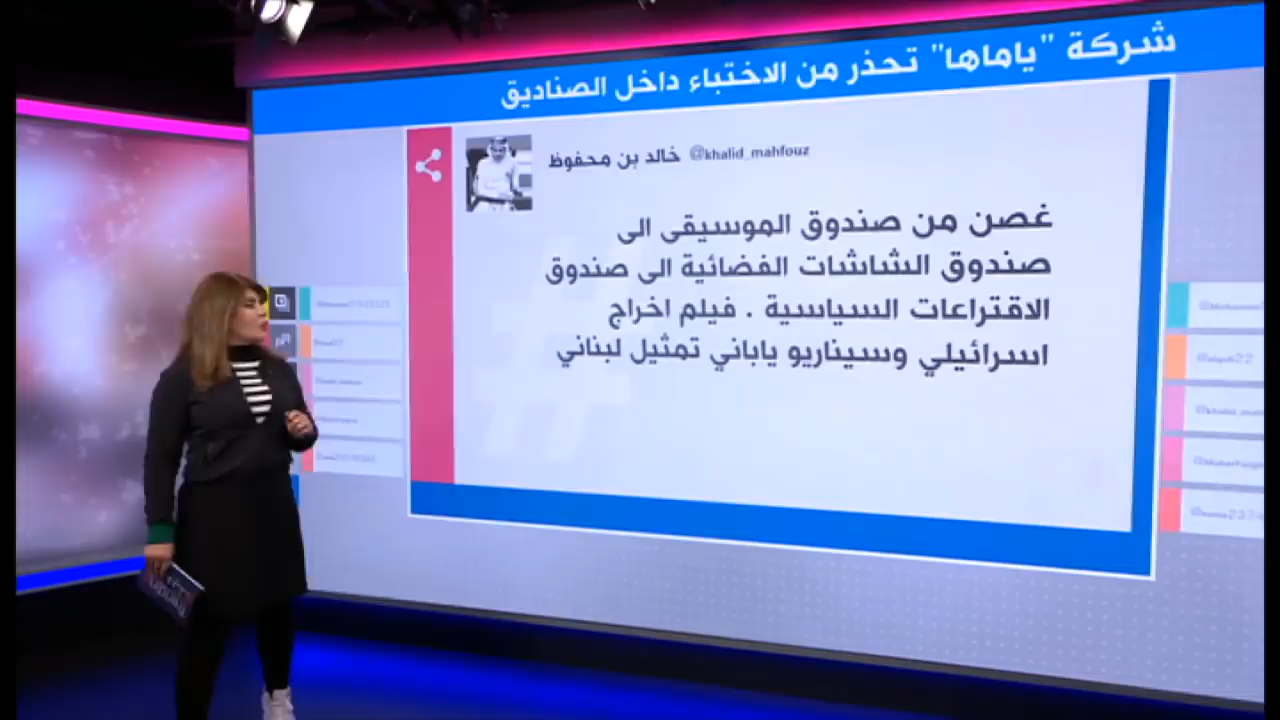 شركة "ياماها" تحذر من الاختباء داخل الصناديق
خالد بن محفوظ @khalid_mahfouz
غصن من صندوق الموسيقى الى
صندوق الشاشات الفضائية الى صندوق
الاقتراعات السياسية . فيلم اخراج
اسرائيلي وسيناريو ياباني تمثيل لبناني